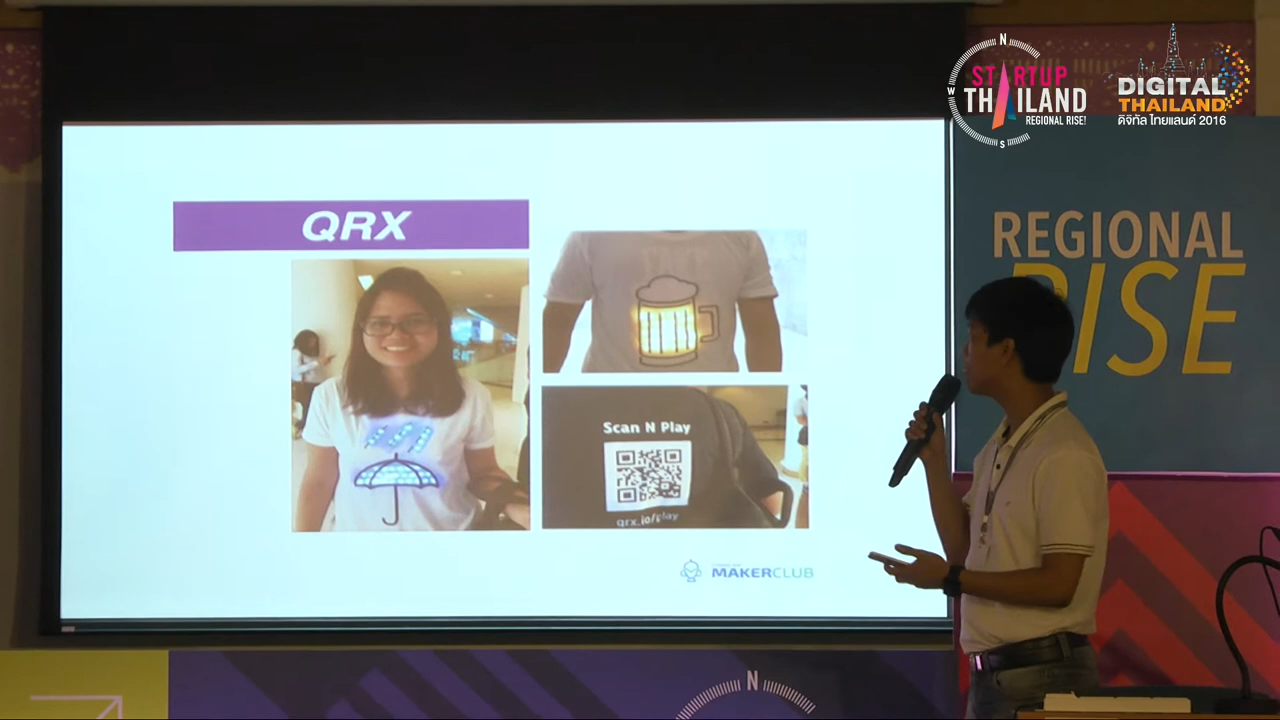 N
W
S
STARTUP
THAILAND
REGIONAL RISE!
DIGITAL
THAILAND
ดิจิทัล ไทยแลนด์ 2016
REGIONAL
RISE
QRX
Scan N Play
qrx.io/play
MAKERCLUB
N